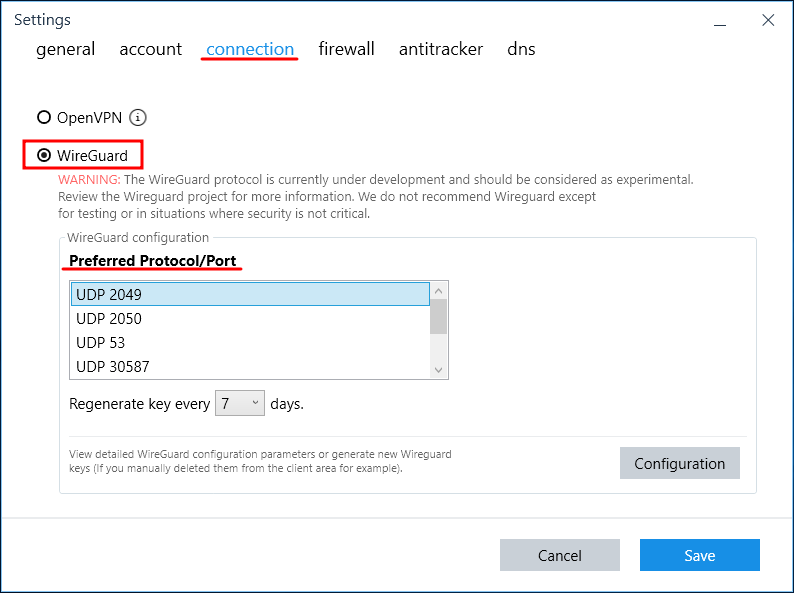 Settings
general account connection firewall antitracker dns
OpenVPN i
WireGuard
WARNING: The WireGuard protocol is currently under development and should be considered as experimental.
Review the Wireguard project for more information. We do not recommend Wireguard except
for testing or in situations where security is not critical.
WireGuard configuration
Preferred Protocol/Port
UDP 2049
UDP 2050
UDP 53
UDP 30587
Regenerate key every 7 days.
View detailed WireGuard configuration parameters or generate new Wireguard
keys (if you manually deleted them from the client area for example).
Configuration
Cancel Save